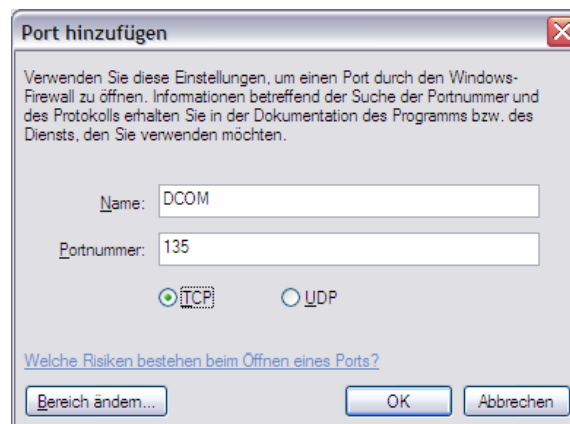 Port hinzufügen
Verwenden Sie diese Einstellungen, um einen Port durch den Windows-
Firewall zu öffnen. Informationen betreffend der Suche der Portnummer und
des Protokolls erhalten Sie in der Dokumentation des Programms bzw. des
Diensts, den Sie verwenden möchten.
Name: DCOM
Portnummer: 135
TCP UDP
Welche Risiken bestehen beim Öffnen eines Ports?
Bereich ändern... OK Abbrechen